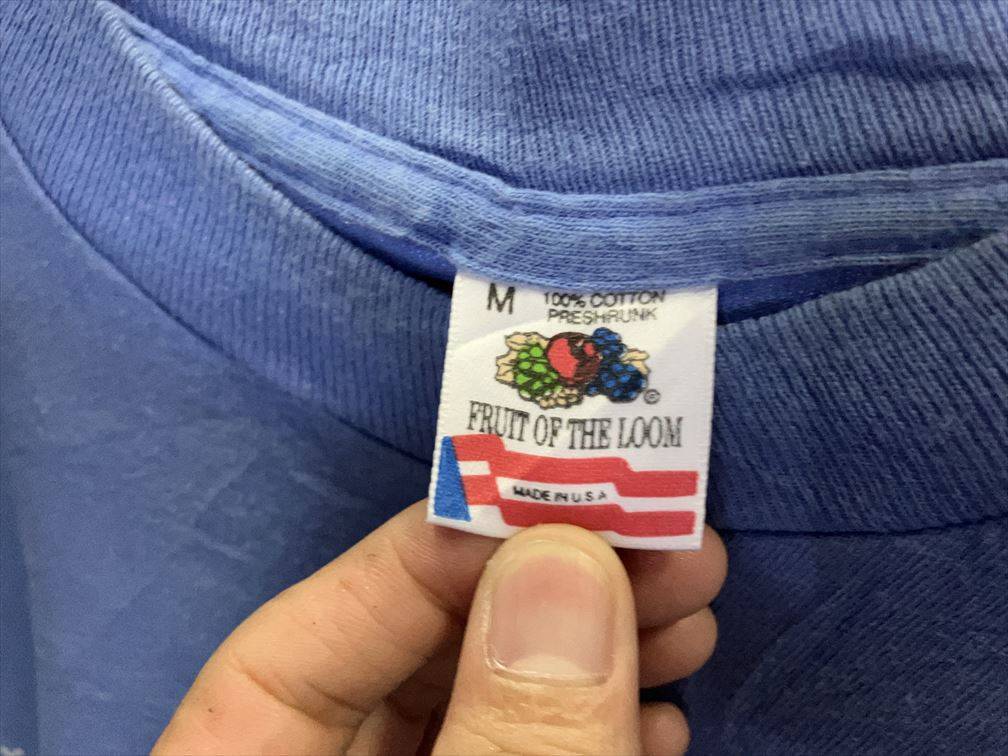 M
100% COTTON
PRESHRUNK
©
FRUIT OF THE LOOM
MADE IN U.S.A